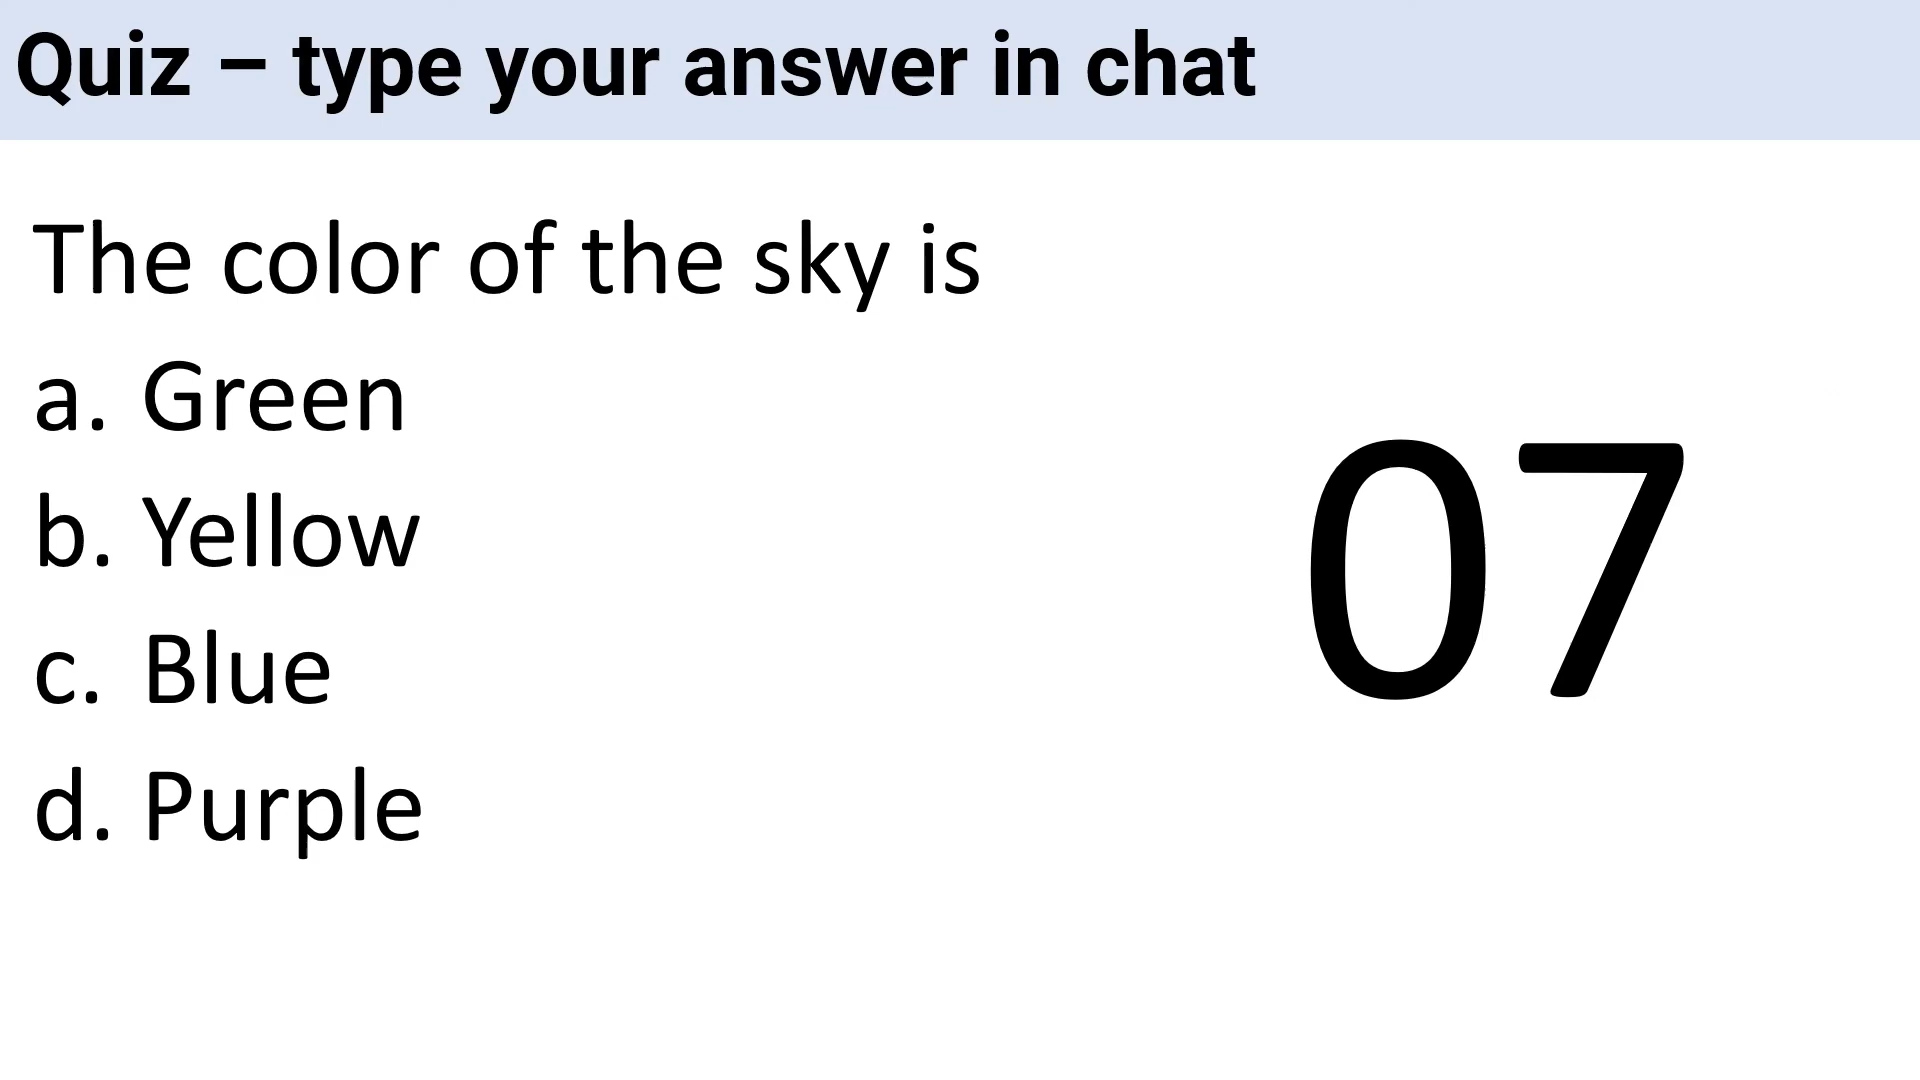 Quiz – type your answer in chat
The color of the sky is
a. Green
b. Yellow
c. Blue
d. Purple
07